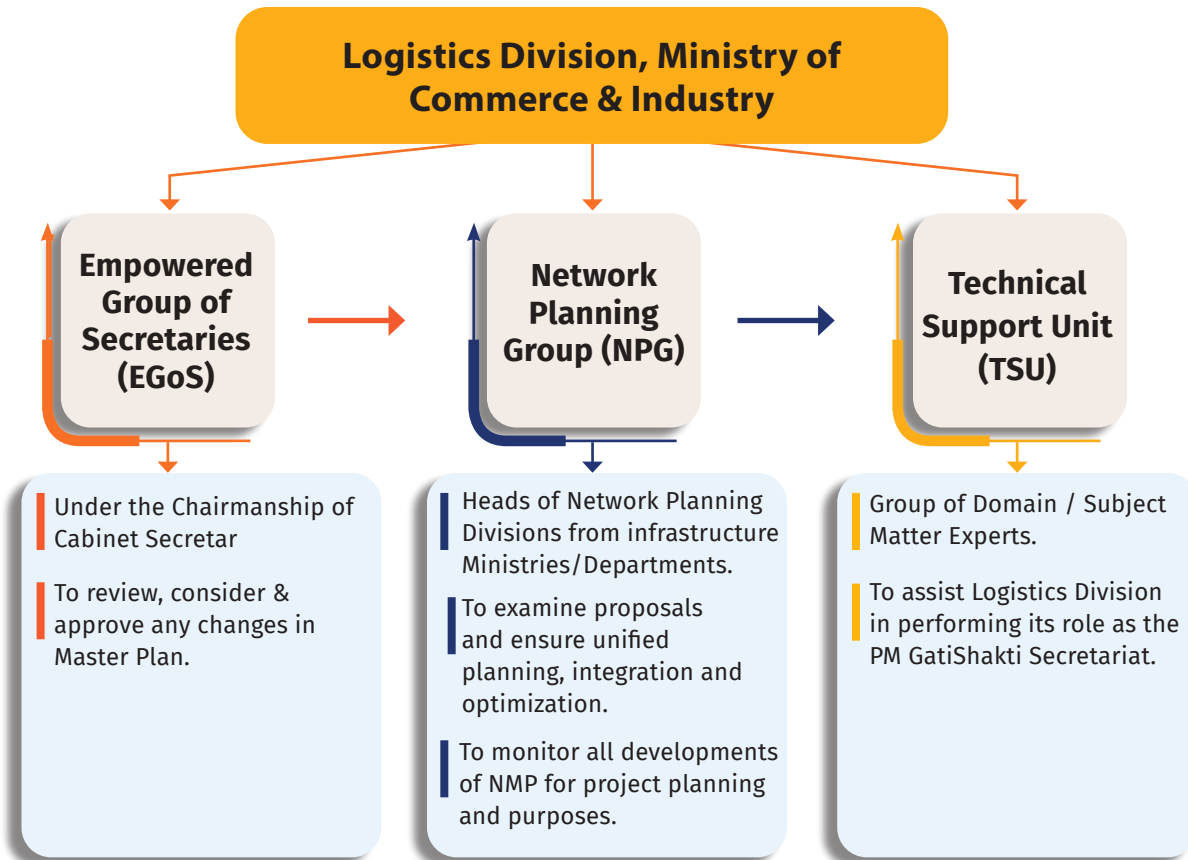 Logistics Division, Ministry of
Commerce & Industry
Empowered
Group of
Secretaries
(EGoS)
Network
Planning
Group (NPG)
Technical
Support Unit
(TSU)
Under the Chairmanship of
Cabinet Secretar
To review, consider &
approve any changes in
Master Plan.
Heads of Network Planning
Divisions from infrastructure
Ministries/Departments.
To examine proposals
and ensure unified
planning, integration and
optimization.
To monitor all developments
of NMP for project planning
and purposes.
Group of Domain / Subject
Matter Experts.
To assist Logistics Division
in performing its role as the
PM GatiShakti Secretariat.